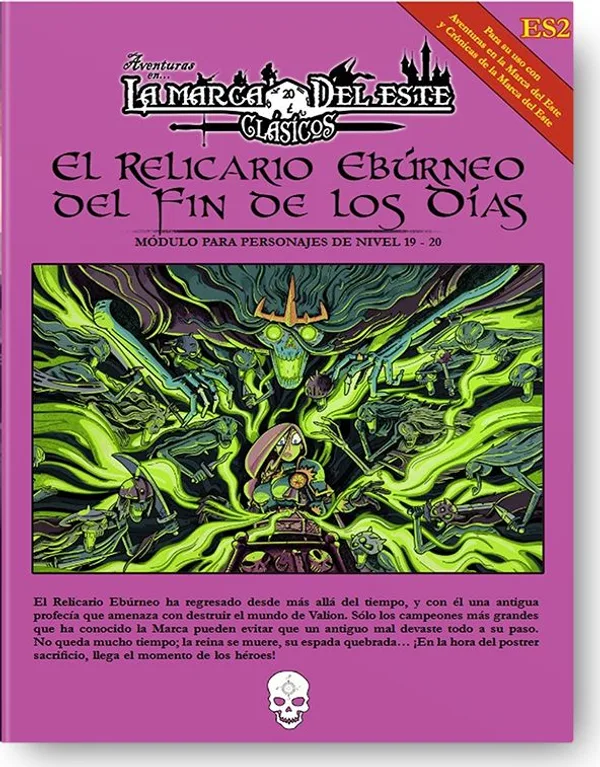 ES2
Para su uso con
Aventuras en la Marca del Este
y Crónicas de la Marca del Este
Aventuras
en...
LA MARCA DEL ESTE
20
CLÁSICOS
EL RELICARIO EBÚRNEO
DEL FIN DE LOS DÍAS
MÓDULO PARA PERSONAJES DE NIVEL 19 - 20
El Relicario Ebúrneo ha regresado desde más allá del tiempo, y con él una antigua
profecía que amenaza con destruir el mundo de Valion. Sólo los campeones más grandes
que ha conocido la Marca pueden evitar que un antiguo mal devaste todo a su paso.
No queda mucho tiempo; la reina se muere, su espada quebrada... ¡En la hora del postrer
sacrificio, llega el momento de los héroes!